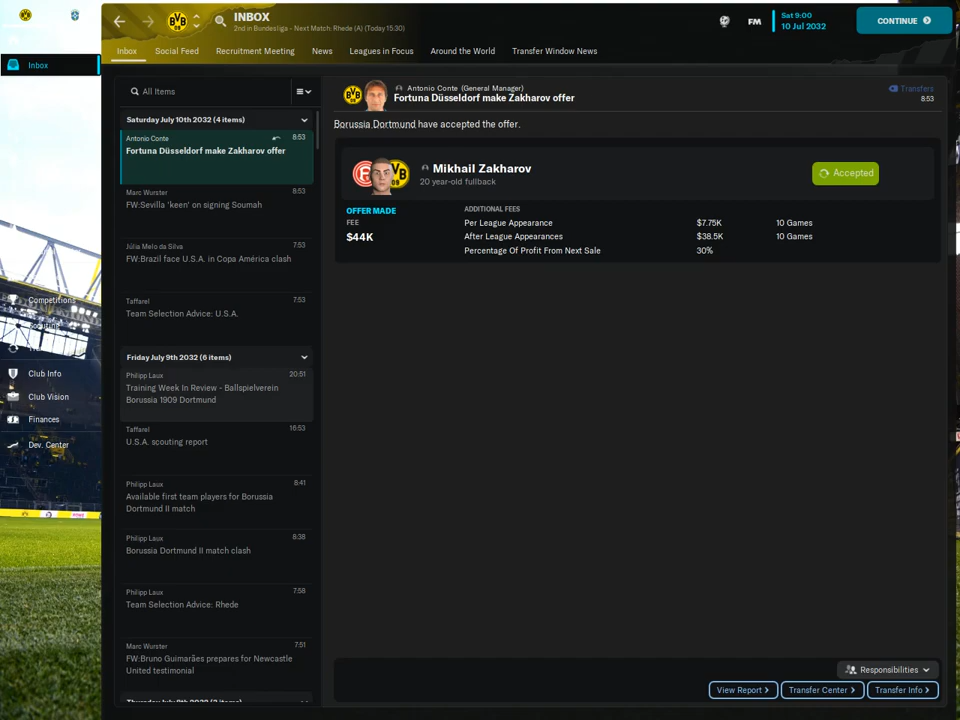 INBOX
2nd in Bundesliga - Next Match: Rhede (A) (Today 15:30)
FM
Sat 9:00
10 Jul 2032
CONTINUE
Inbox
Social Feed
Recruitment Meeting
News
Leagues in Focus
Around the World
Transfer Window News
Inbox
Competitions
Club Info
Club Vision
Finances
Dev. Center
All Items
Saturday July 10th 2032 (4 items)
Antonio Conte
8:53
Fortuna Düsseldorf make Zakharov offer
Marc Wurster
8:53
FW:Sevilla 'keen' on signing Soumah
Júlia Melo da Silva
7:53
FW:Brazil face U.S.A. in Copa América clash
Taffarel
7:53
Team Selection Advice: U.S.A.
Friday July 9th 2032 (6 items)
Philipp Laux
20:51
Training Week In Review - Ballspielverein
Borussia 1909 Dortmund
Taffarel
16:53
U.S.A. scouting report
Philipp Laux
8:41
Available first team players for Borussia
Dortmund II match
Philipp Laux
8:38
Borussia Dortmund II match clash
Philipp Laux
7:58
Team Selection Advice: Rhede
Marc Wurster
7:51
FW:Bruno Guimarães prepares for Newcastle
United testimonial
Antonio Conte (General Manager)
Fortuna Düsseldorf make Zakharov offer
Transfers
8:53
Borussia Dortmund have accepted the offer.
Mikhail Zakharov
20 year-old fullback
Accepted
OFFER MADE
FEE
$44K
ADDITIONAL FEES
Per League Appearance
$7.75K
10 Games
After League Appearances
$38.5K
10 Games
Percentage Of Profit From Next Sale
30%
Responsibilities
View Report
Transfer Center
Transfer Info